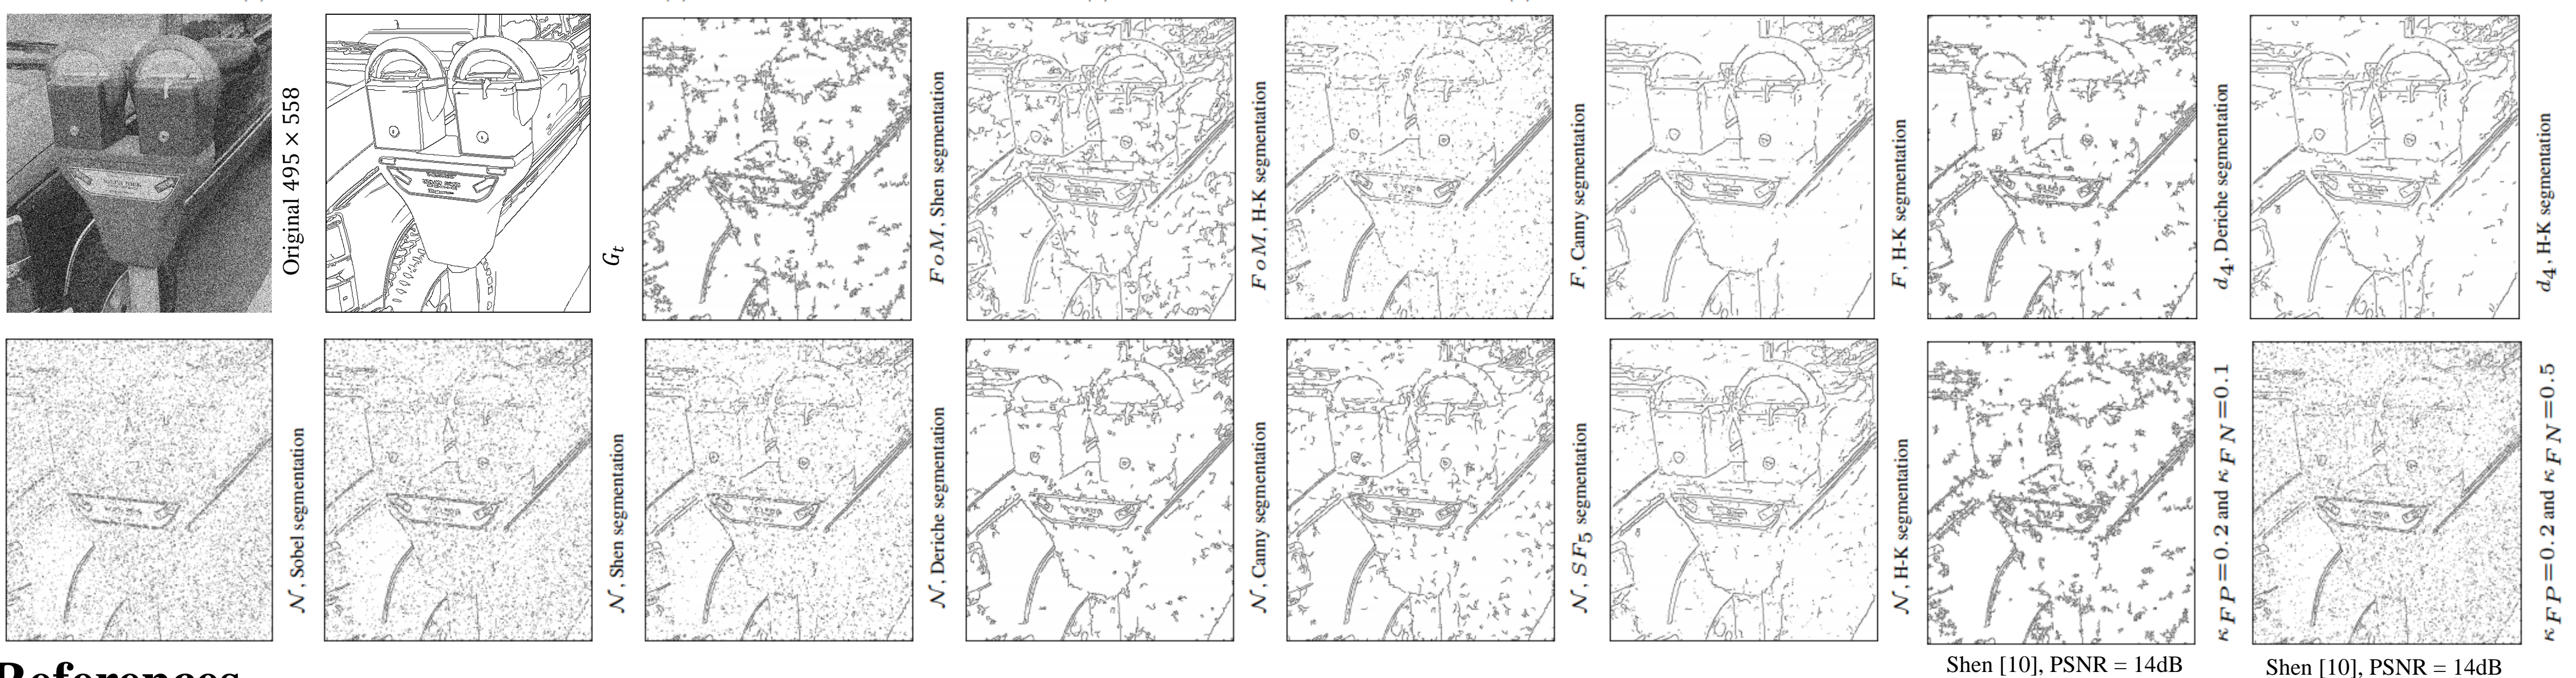 Original 495 × 558
G_t
FoM, Shen segmentation
FoM, H-K segmentation
F, Canny segmentation
F, H-K segmentation
d_4, Deriche segmentation
d_4, H-K segmentation
𝒩, Sobel segmentation
𝒩, Shen segmentation
𝒩, Deriche segmentation
𝒩, Canny segmentation
𝒩, SF_5 segmentation
𝒩, H-K segmentation
κ_FP=0.2 and κ_FN=0.1
κ_FP=0.2 and κ_FN=0.5
Shen [10], PSNR = 14dB
Shen [10], PSNR = 14dB
References